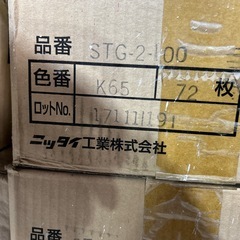 品番 STG-2-100
色番 K65 72 枚
ロットNo. 17111191
ニッタイ工業株式会社
品番